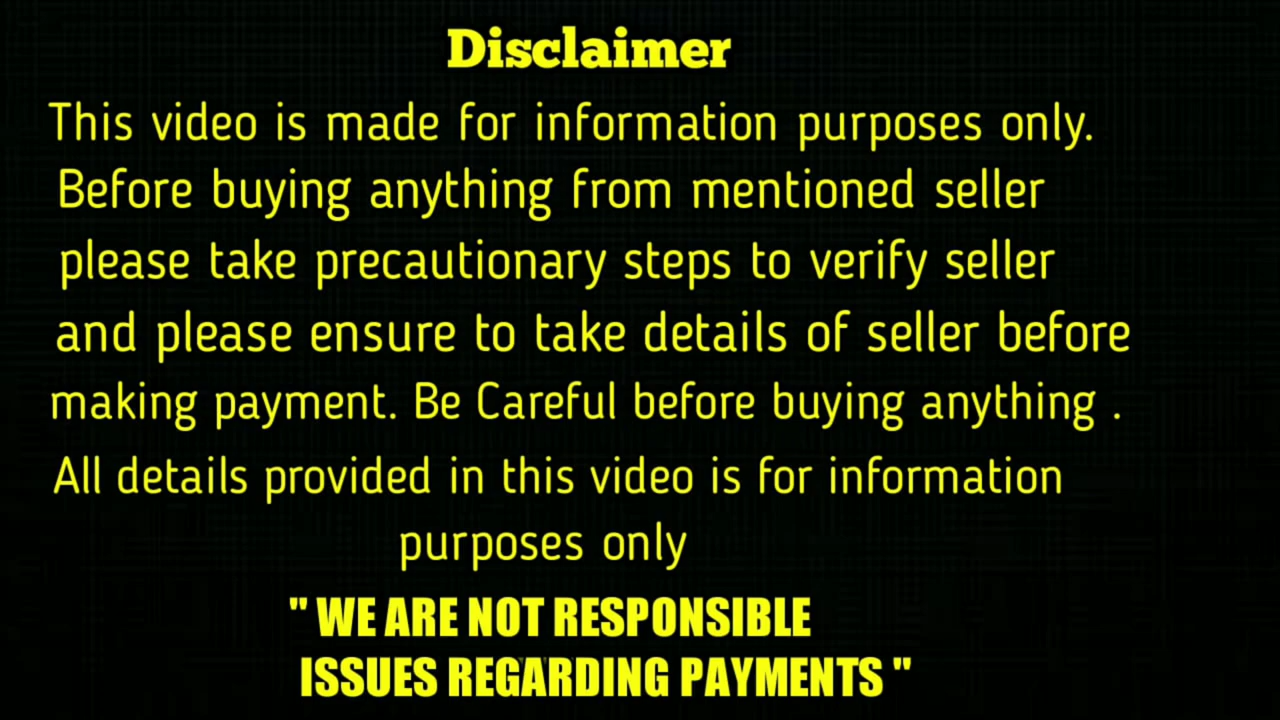 Disclaimer
This video is made for information purposes only.
Before buying anything from mentioned seller
please take precautionary steps to verify seller
and please ensure to take details of seller before
making payment. Be Careful before buying anything .
All details provided in this video is for information
purposes only
" WE ARE NOT RESPONSIBLE
ISSUES REGARDING PAYMENTS "